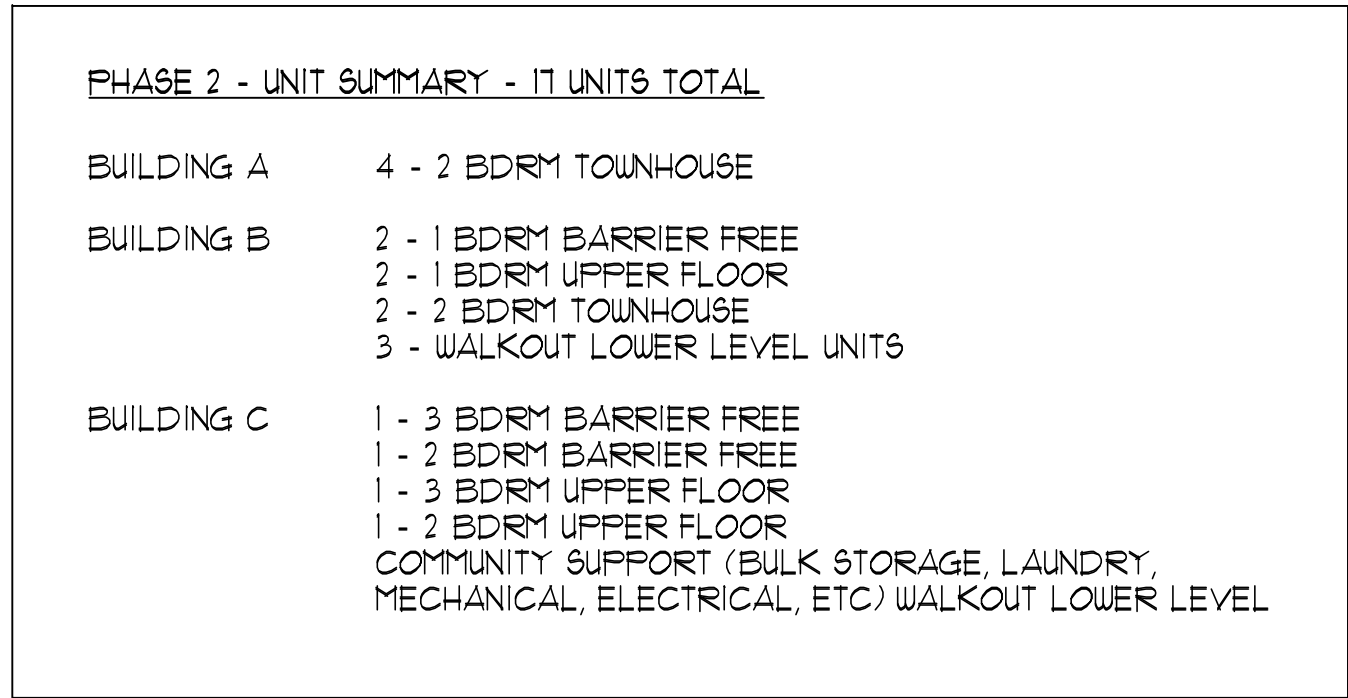 PHASE 2 - UNIT SUMMARY - 17 UNITS TOTAL
BUILDING A 4 - 2 BDRM TOWNHOUSE
BUILDING B 2 - 1 BDRM BARRIER FREE
2 - 1 BDRM UPPER FLOOR
2 - 2 BDRM TOWNHOUSE
3 - WALKOUT LOWER LEVEL UNITS
BUILDING C 1 - 3 BDRM BARRIER FREE
1 - 2 BDRM BARRIER FREE
1 - 3 BDRM UPPER FLOOR
1 - 2 BDRM UPPER FLOOR
COMMUNITY SUPPORT (BULK STORAGE, LAUNDRY,
MECHANICAL, ELECTRICAL, ETC) WALKOUT LOWER LEVEL